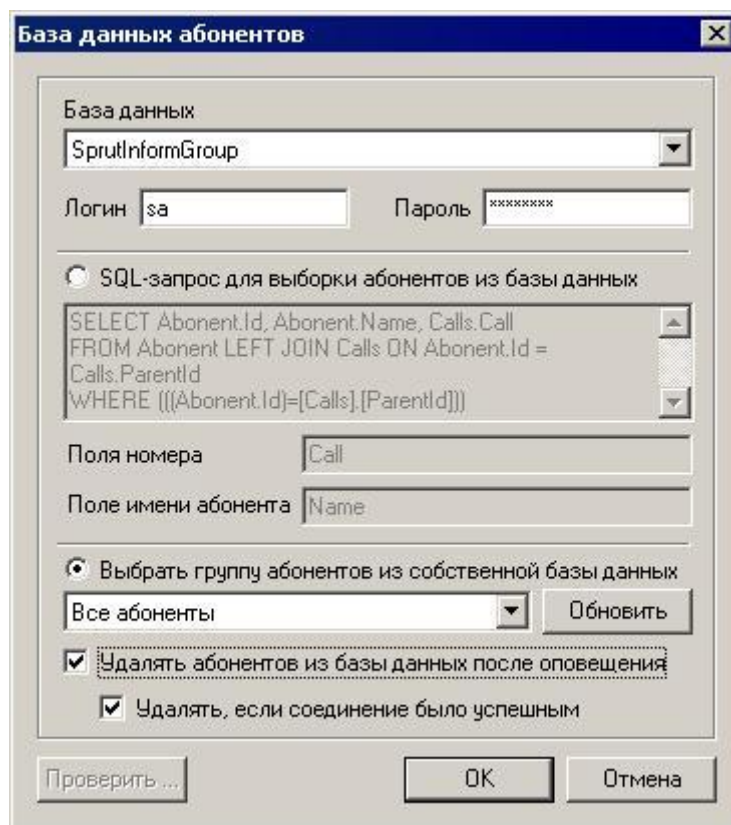 База данных абонентов
База данных
SprutInformGroup
Логин sa Пароль ********
SQL-запрос для выборки абонентов из базы данных
SELECT Abonent.Id, Abonent.Name, Calls.Call
FROM Abonent LEFT JOIN Calls ON Abonent.Id =
Calls.ParentId
WHERE (((Abonent.Id)=[Calls].[ParentId]))
Поля номера Call
Поле имени абонента Name
Выбрать группу абонентов из собственной базы данных
Все абоненты Обновить
Удалять абонентов из базы данных после оповещения
Удалять, если соединение было успешным
Проверить ... OK Отмена